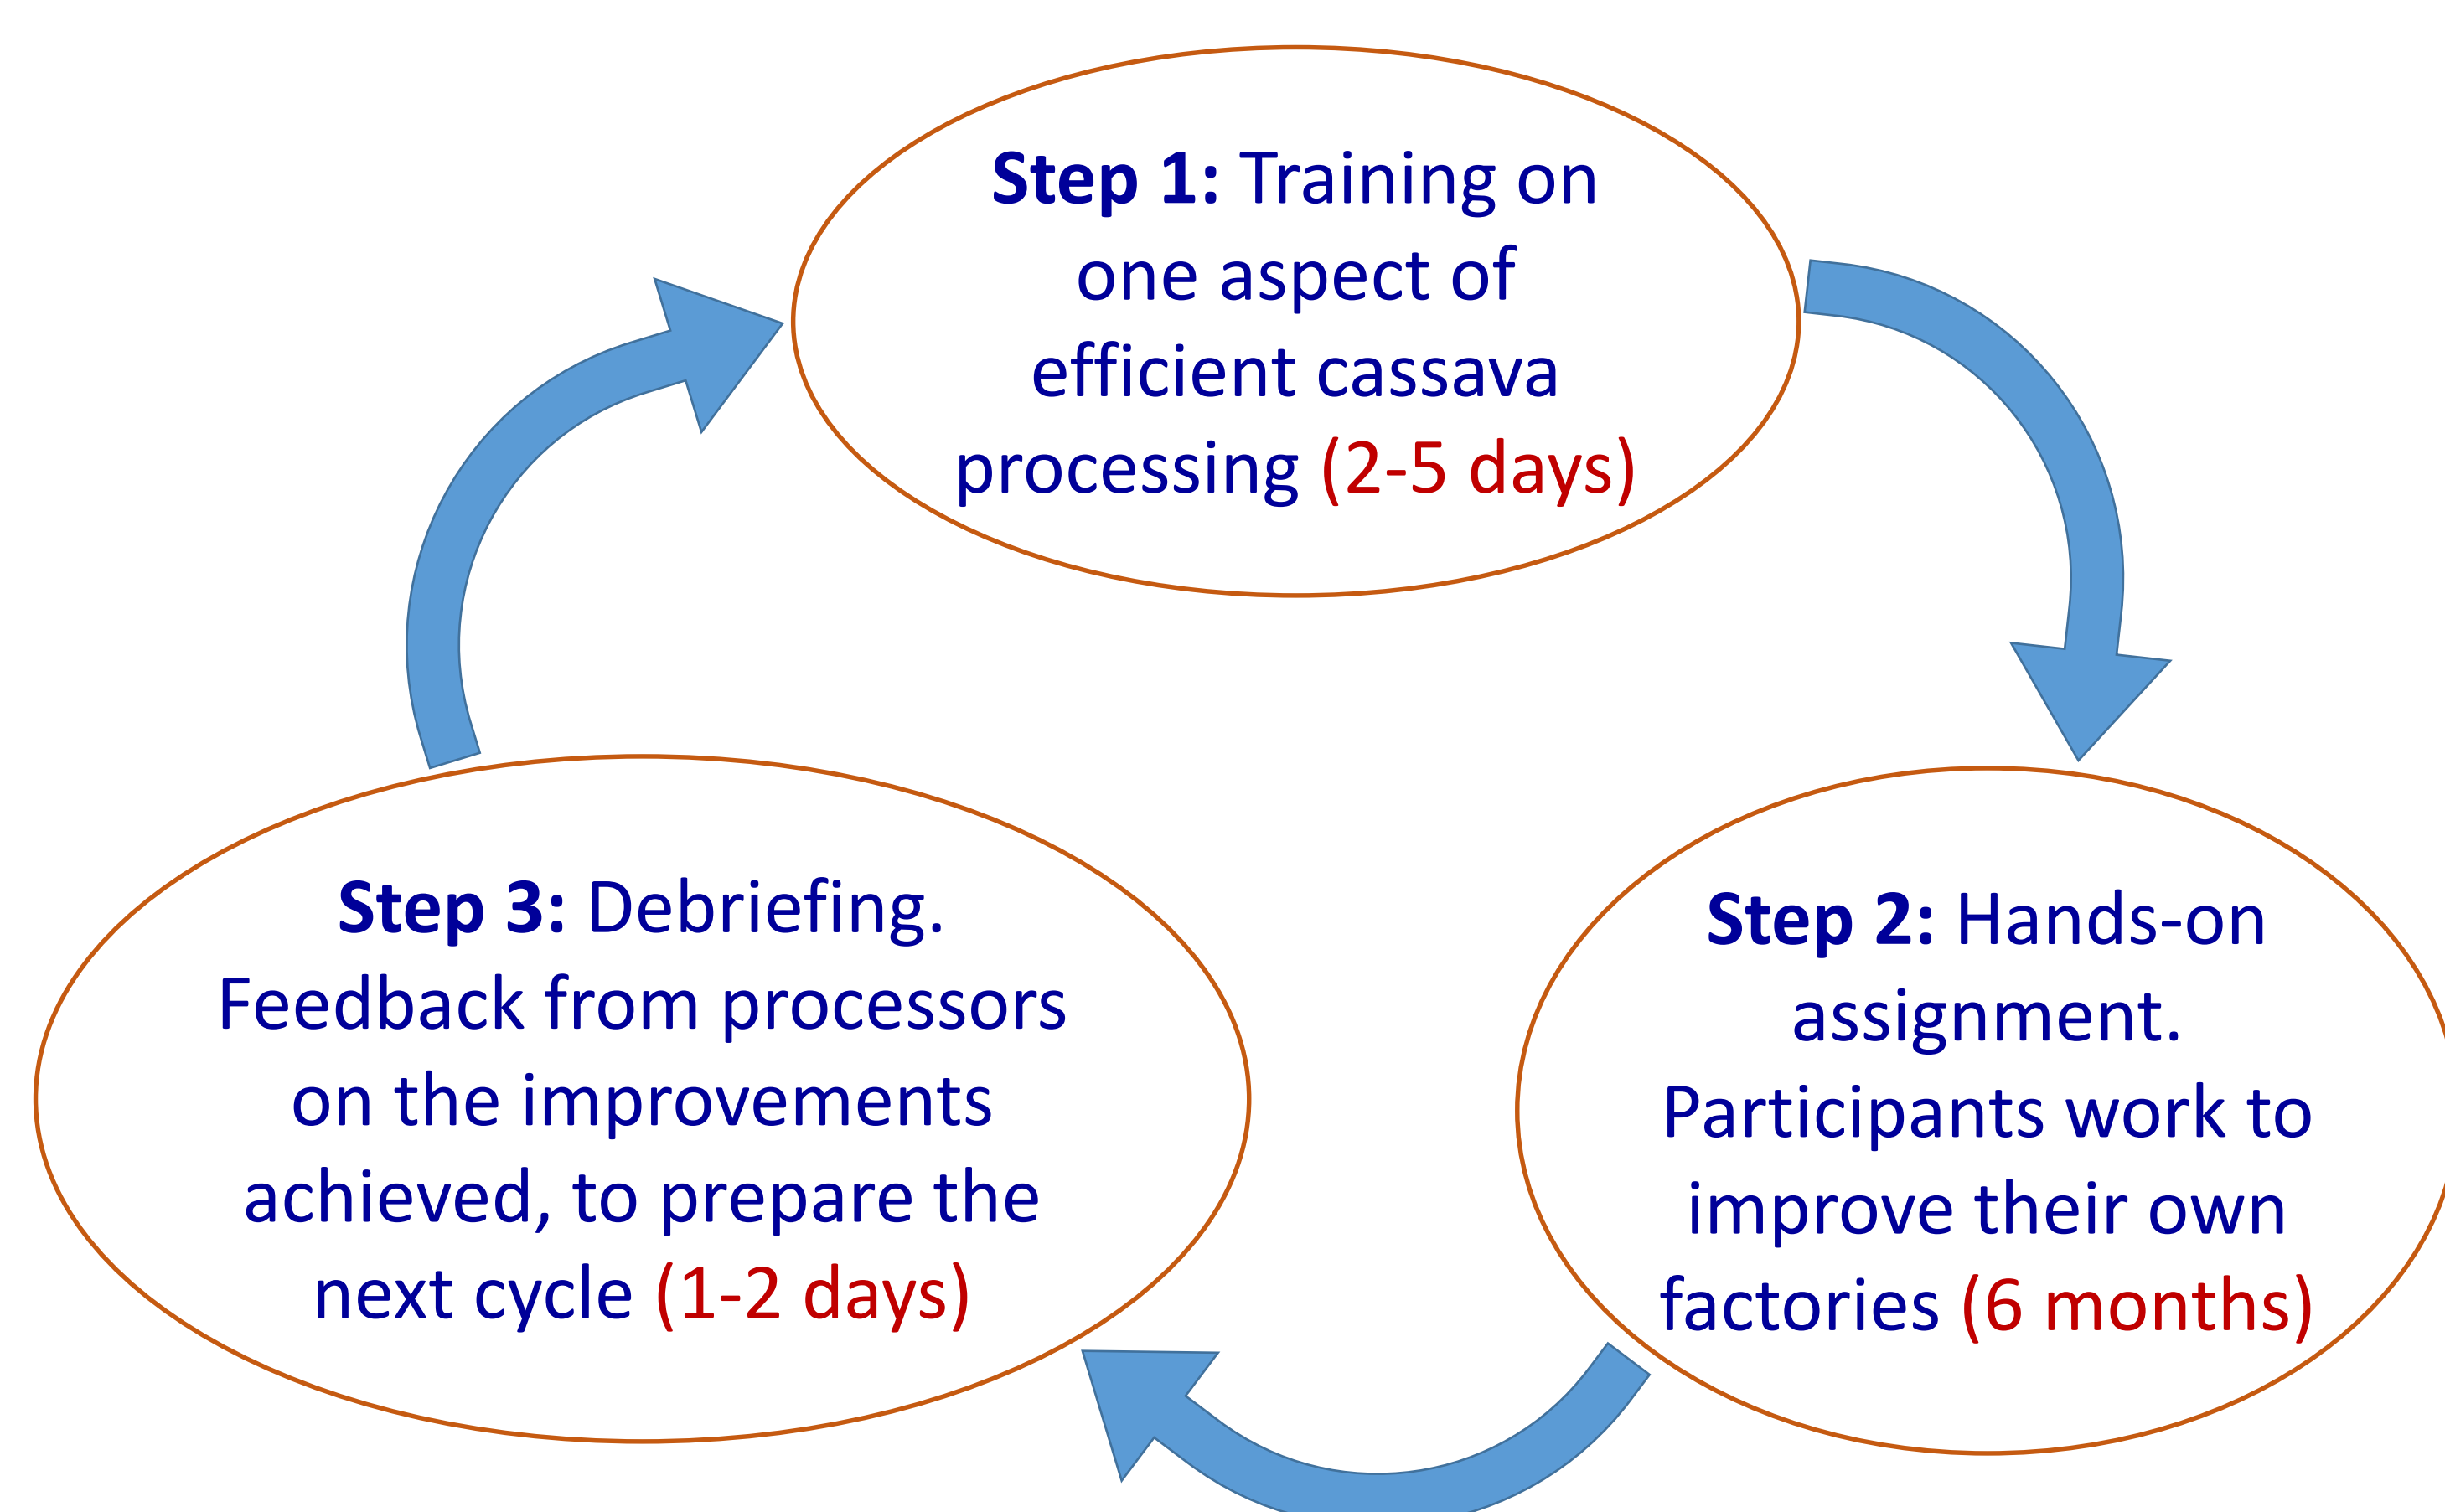 Step 1: Training on
one aspect of
efficient cassava
processing (2-5 days)
Step 2: Hands-on
assignment.
Participants work to
improve their own
factories (6 months)
Step 3: Debriefing.
Feedback from processors
on the improvements
achieved, to prepare the
next cycle (1-2 days)